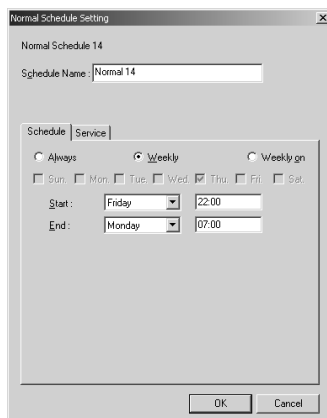 Normal Schedule Setting
Normal Schedule 14
Schedule Name : Normal 14
Schedule Service
Always Weekly Weekly on
Sun. Mon. Tue. Wed. Thu. Fri. Sat.
Start : Friday 22:00
End : Monday 07:00
OK Cancel